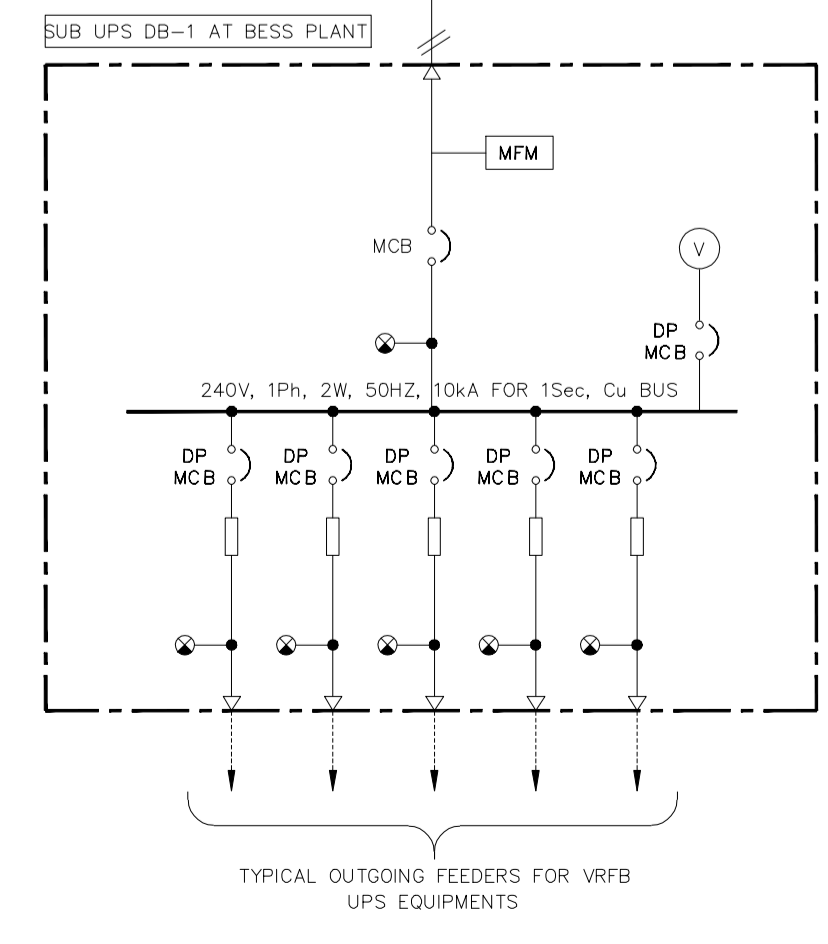 SUB UPS DB-1 AT BESS PLANT
MFM
MCB
V
DP
MCB
240V, 1Ph, 2W, 50HZ, 10kA FOR 1Sec, Cu BUS
DP
MCB
DP
MCB
DP
MCB
DP
MCB
DP
MCB
TYPICAL OUTGOING FEEDERS FOR VRFB
UPS EQUIPMENTS